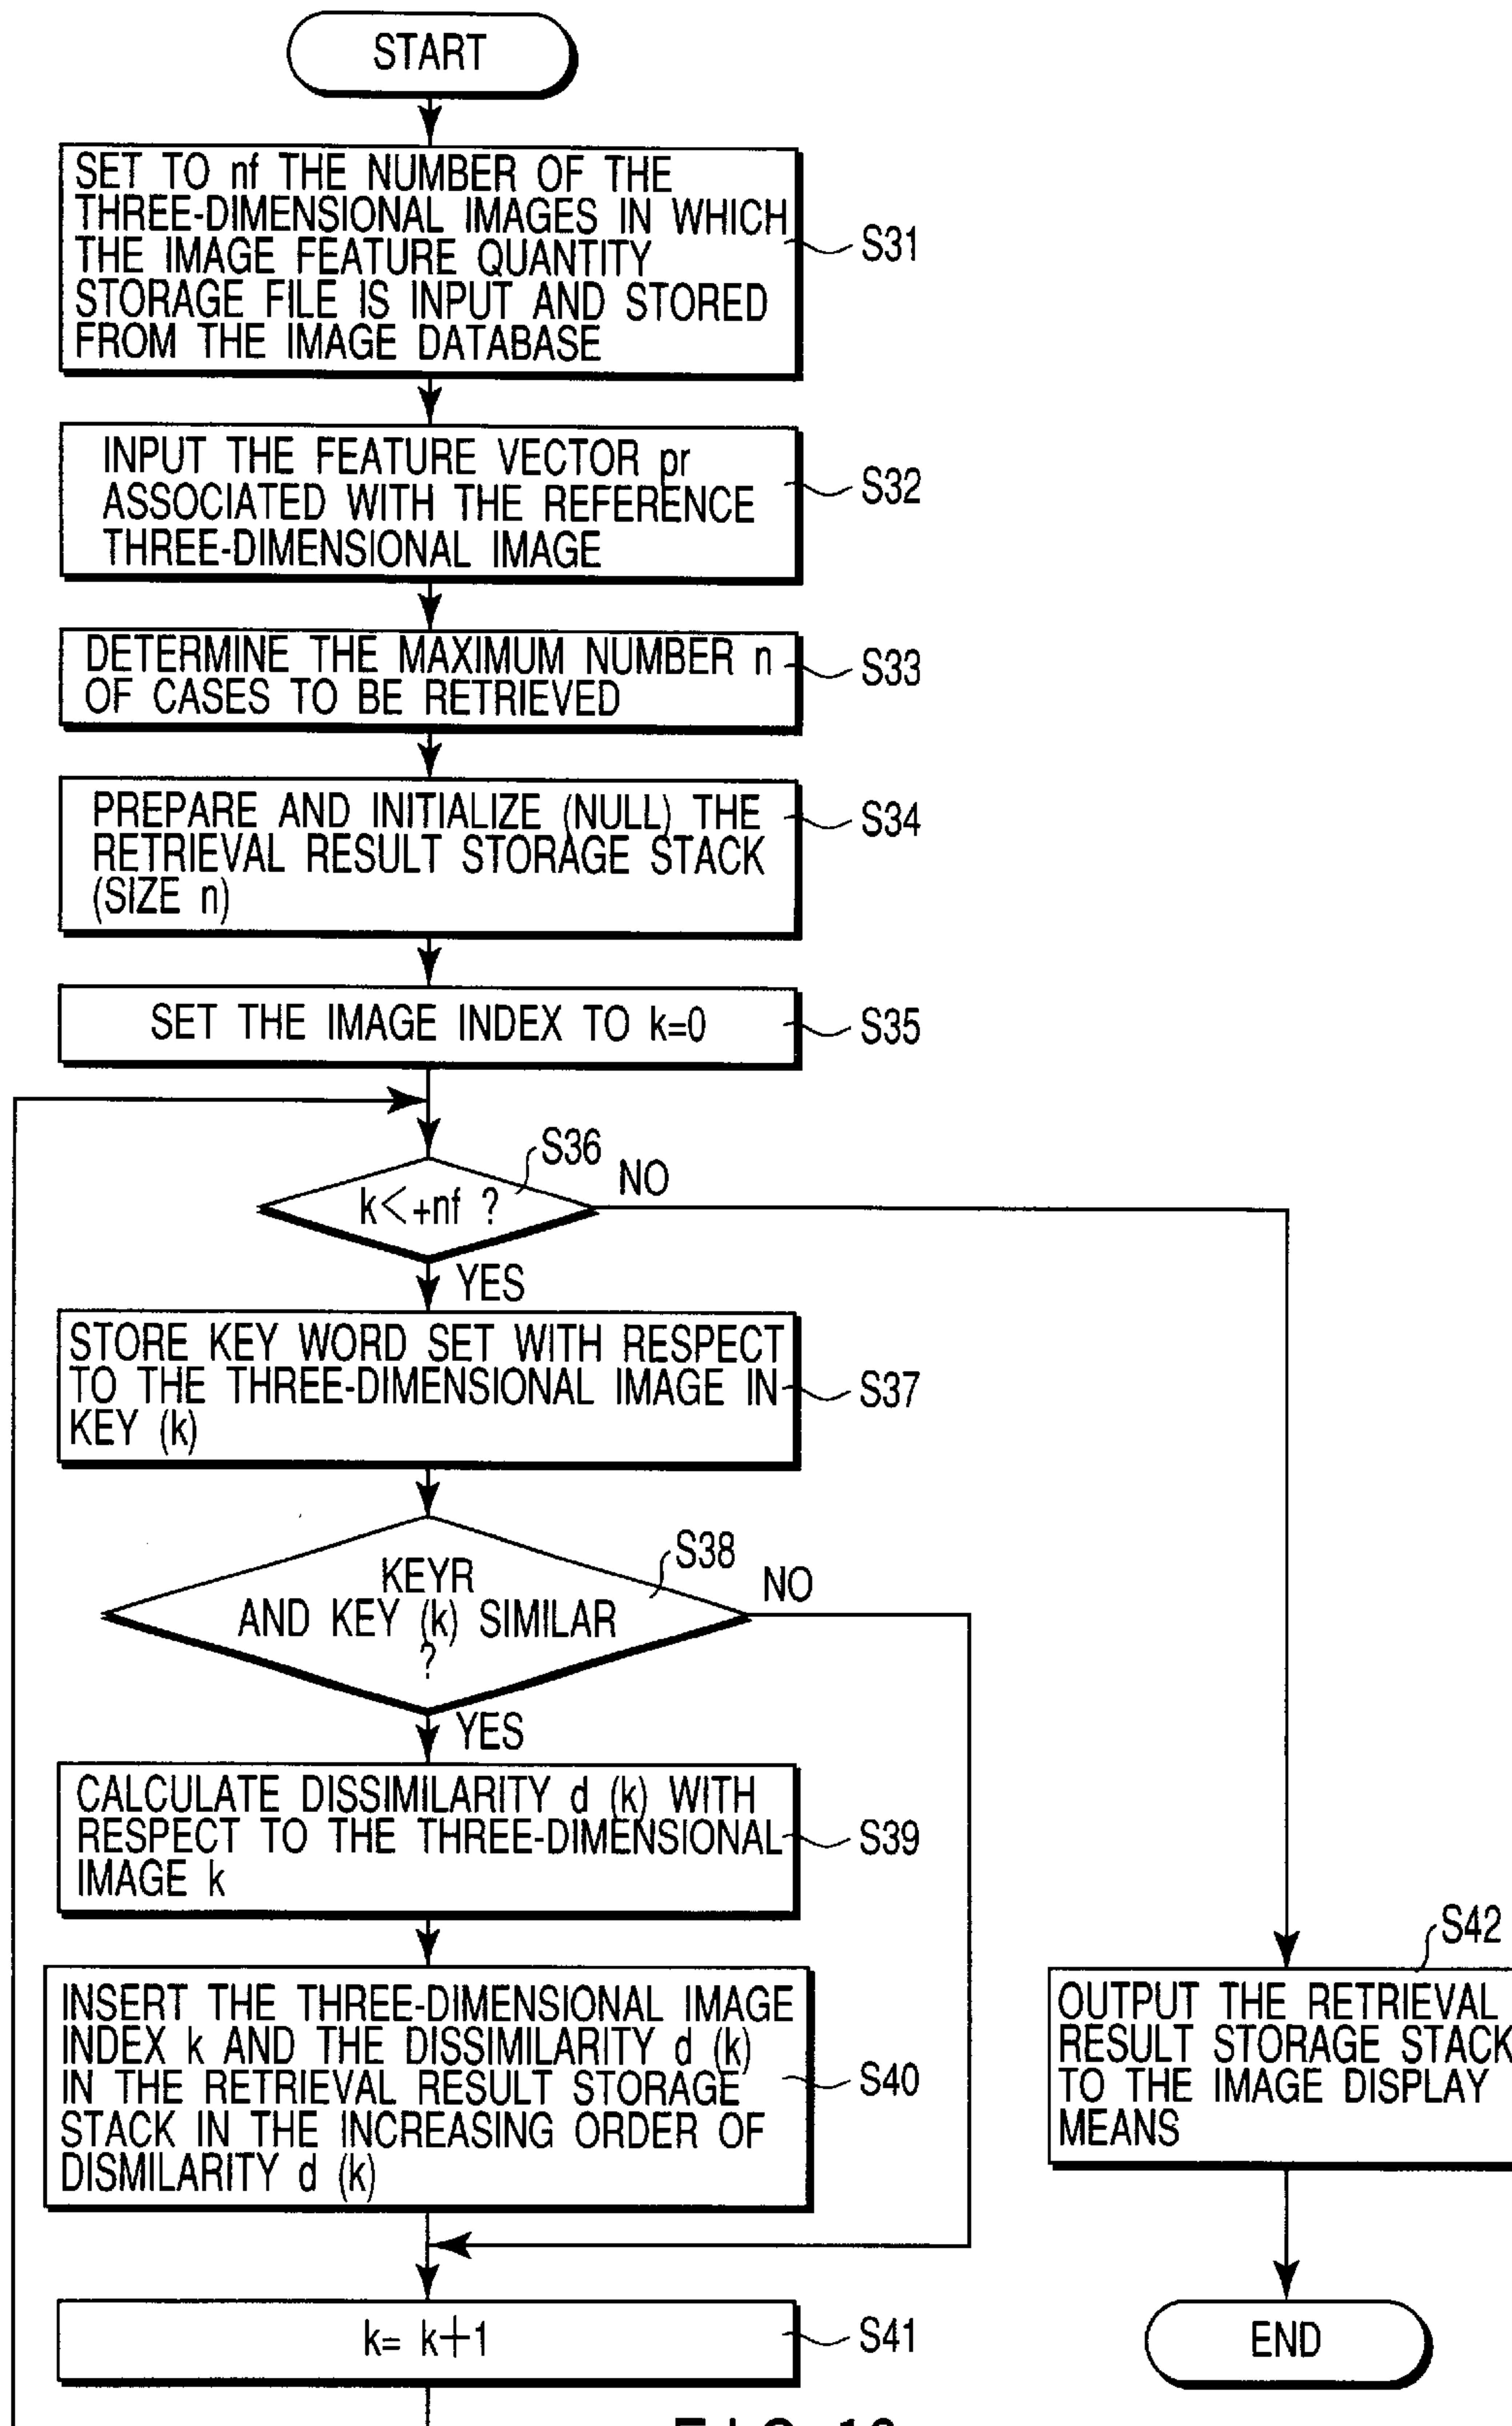 START
SET TO nf THE NUMBER OF THE
THREE-DIMENSIONAL IMAGES IN WHICH
THE IMAGE FEATURE QUANTITY
STORAGE FILE IS INPUT AND STORED
FROM THE IMAGE DATABASE
S31
INPUT THE FEATURE VECTOR pr
ASSOCIATED WITH THE REFERENCE
THREE-DIMENSIONAL IMAGE
S32
DETERMINE THE MAXIMUM NUMBER n
OF CASES TO BE RETRIEVED
S33
PREPARE AND INITIALIZE (NULL) THE
RETRIEVAL RESULT STORAGE STACK
(SIZE n)
S34
SET THE IMAGE INDEX TO k=0
S35
S36
k<+nf ?
NO
YES
STORE KEY WORD SET WITH RESPECT
TO THE THREE-DIMENSIONAL IMAGE IN
KEY (k)
S37
S38
KEYR
AND KEY (k) SIMILAR
?
NO
YES
CALCULATE DISSIMILARITY d (k) WITH
RESPECT TO THE THREE-DIMENSIONAL
IMAGE k
S39
INSERT THE THREE-DIMENSIONAL IMAGE
INDEX k AND THE DISSIMILARITY d (k)
IN THE RETRIEVAL RESULT STORAGE
STACK IN THE INCREASING ORDER OF
DISMILARITY d (k)
S40
S42
OUTPUT THE RETRIEVAL
RESULT STORAGE STACK
TO THE IMAGE DISPLAY
MEANS
k= k+1
S41
END